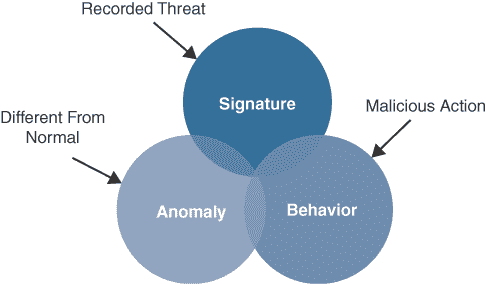 Recorded Threat
Signature
Malicious Action
Different From
Normal
Anomaly
Behavior